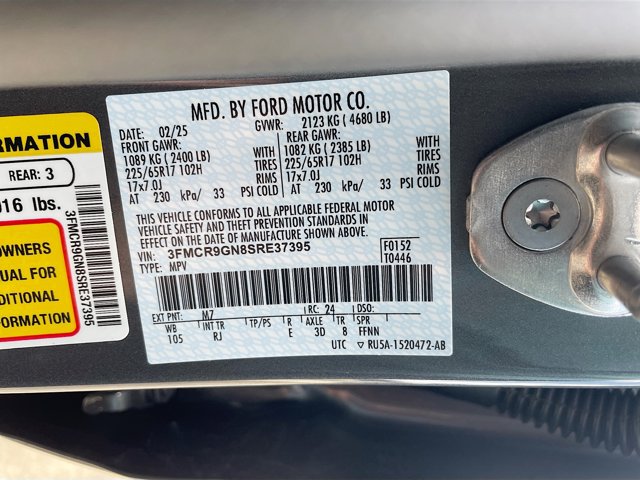 MFD. BY FORD MOTOR CO.
DATE: 02/25 GVWR: 2123 KG ( 4680 LB)
FRONT GAWR: REAR GAWR:
1089 KG ( 2400 LB) 1082 KG ( 2385 LB)
225/65R17 102H TIRES 225/65R17 102H TIRES
17x7.0J RIMS 17x7.0J RIMS
AT 230 kPa/ 33 PSI COLD AT 230 kPa/ 33 PSI COLD
THIS VEHICLE CONFORMS TO ALL APPLICABLE FEDERAL MOTOR
VEHICLE SAFETY AND THEFT PREVENTION STANDARDS IN EFFECT
ON THE DATE OF MANUFACTURE SHOWN ABOVE.
VIN: 3FMCR9GN8SRE37395 F0152
TYPE: MPV T0446
EXT PNT: M7 RC: 24 DSO:
WB INT TR TP/PS R AXLE TR SPR
105 RJ E 3D 8 FFNN
UTC ▽ RU5A-1520472-AB
ORMATION
REAR: 3
016 lbs.
OWNERS
UAL FOR
DITIONAL
FORMATION
3FMCR9GN8SRE37395